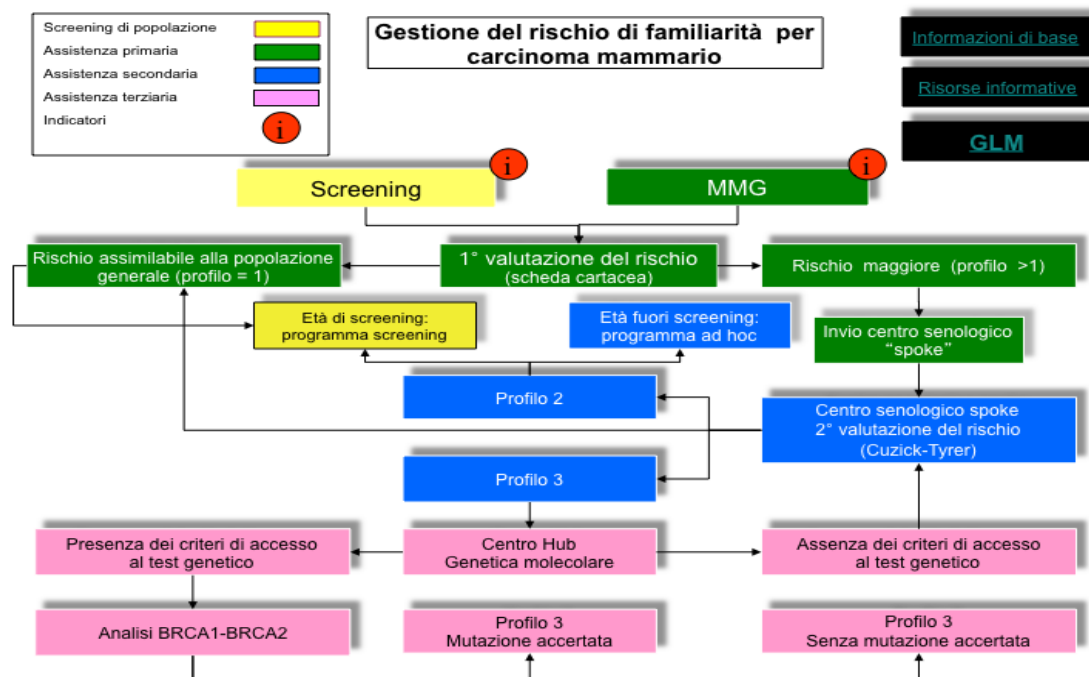 Screening di popolazione
Assistenza primaria
Assistenza secondaria
Assistenza terziaria
Indicatori
i
Gestione del rischio di familiarità per
carcinoma mammario
Informazioni di base
Risorse informative
GLM
Screening
i
MMG
i
Rischio assimilabile alla popolazione
generale (profilo = 1)
1° valutazione del rischio
(scheda cartacea)
Rischio maggiore (profilo >1)
Età di screening:
programma screening
Età fuori screening:
programma ad hoc
Invio centro senologico
“spoke”
Profilo 2
Centro senologico spoke
2° valutazione del rischio
(Cuzick-Tyrer)
Profilo 3
Presenza dei criteri di accesso
al test genetico
Centro Hub
Genetica molecolare
Assenza dei criteri di accesso
al test genetico
Analisi BRCA1-BRCA2
Profilo 3
Mutazione accertata
Profilo 3
Senza mutazione accertata